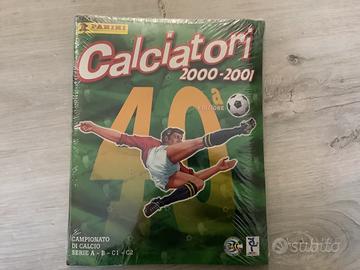 PANINI
Calciatori
2000-2001
40a
EDIZIONE
CAMPIONATO
DI CALCIO
SERIE A - B - C1 - C2
subito